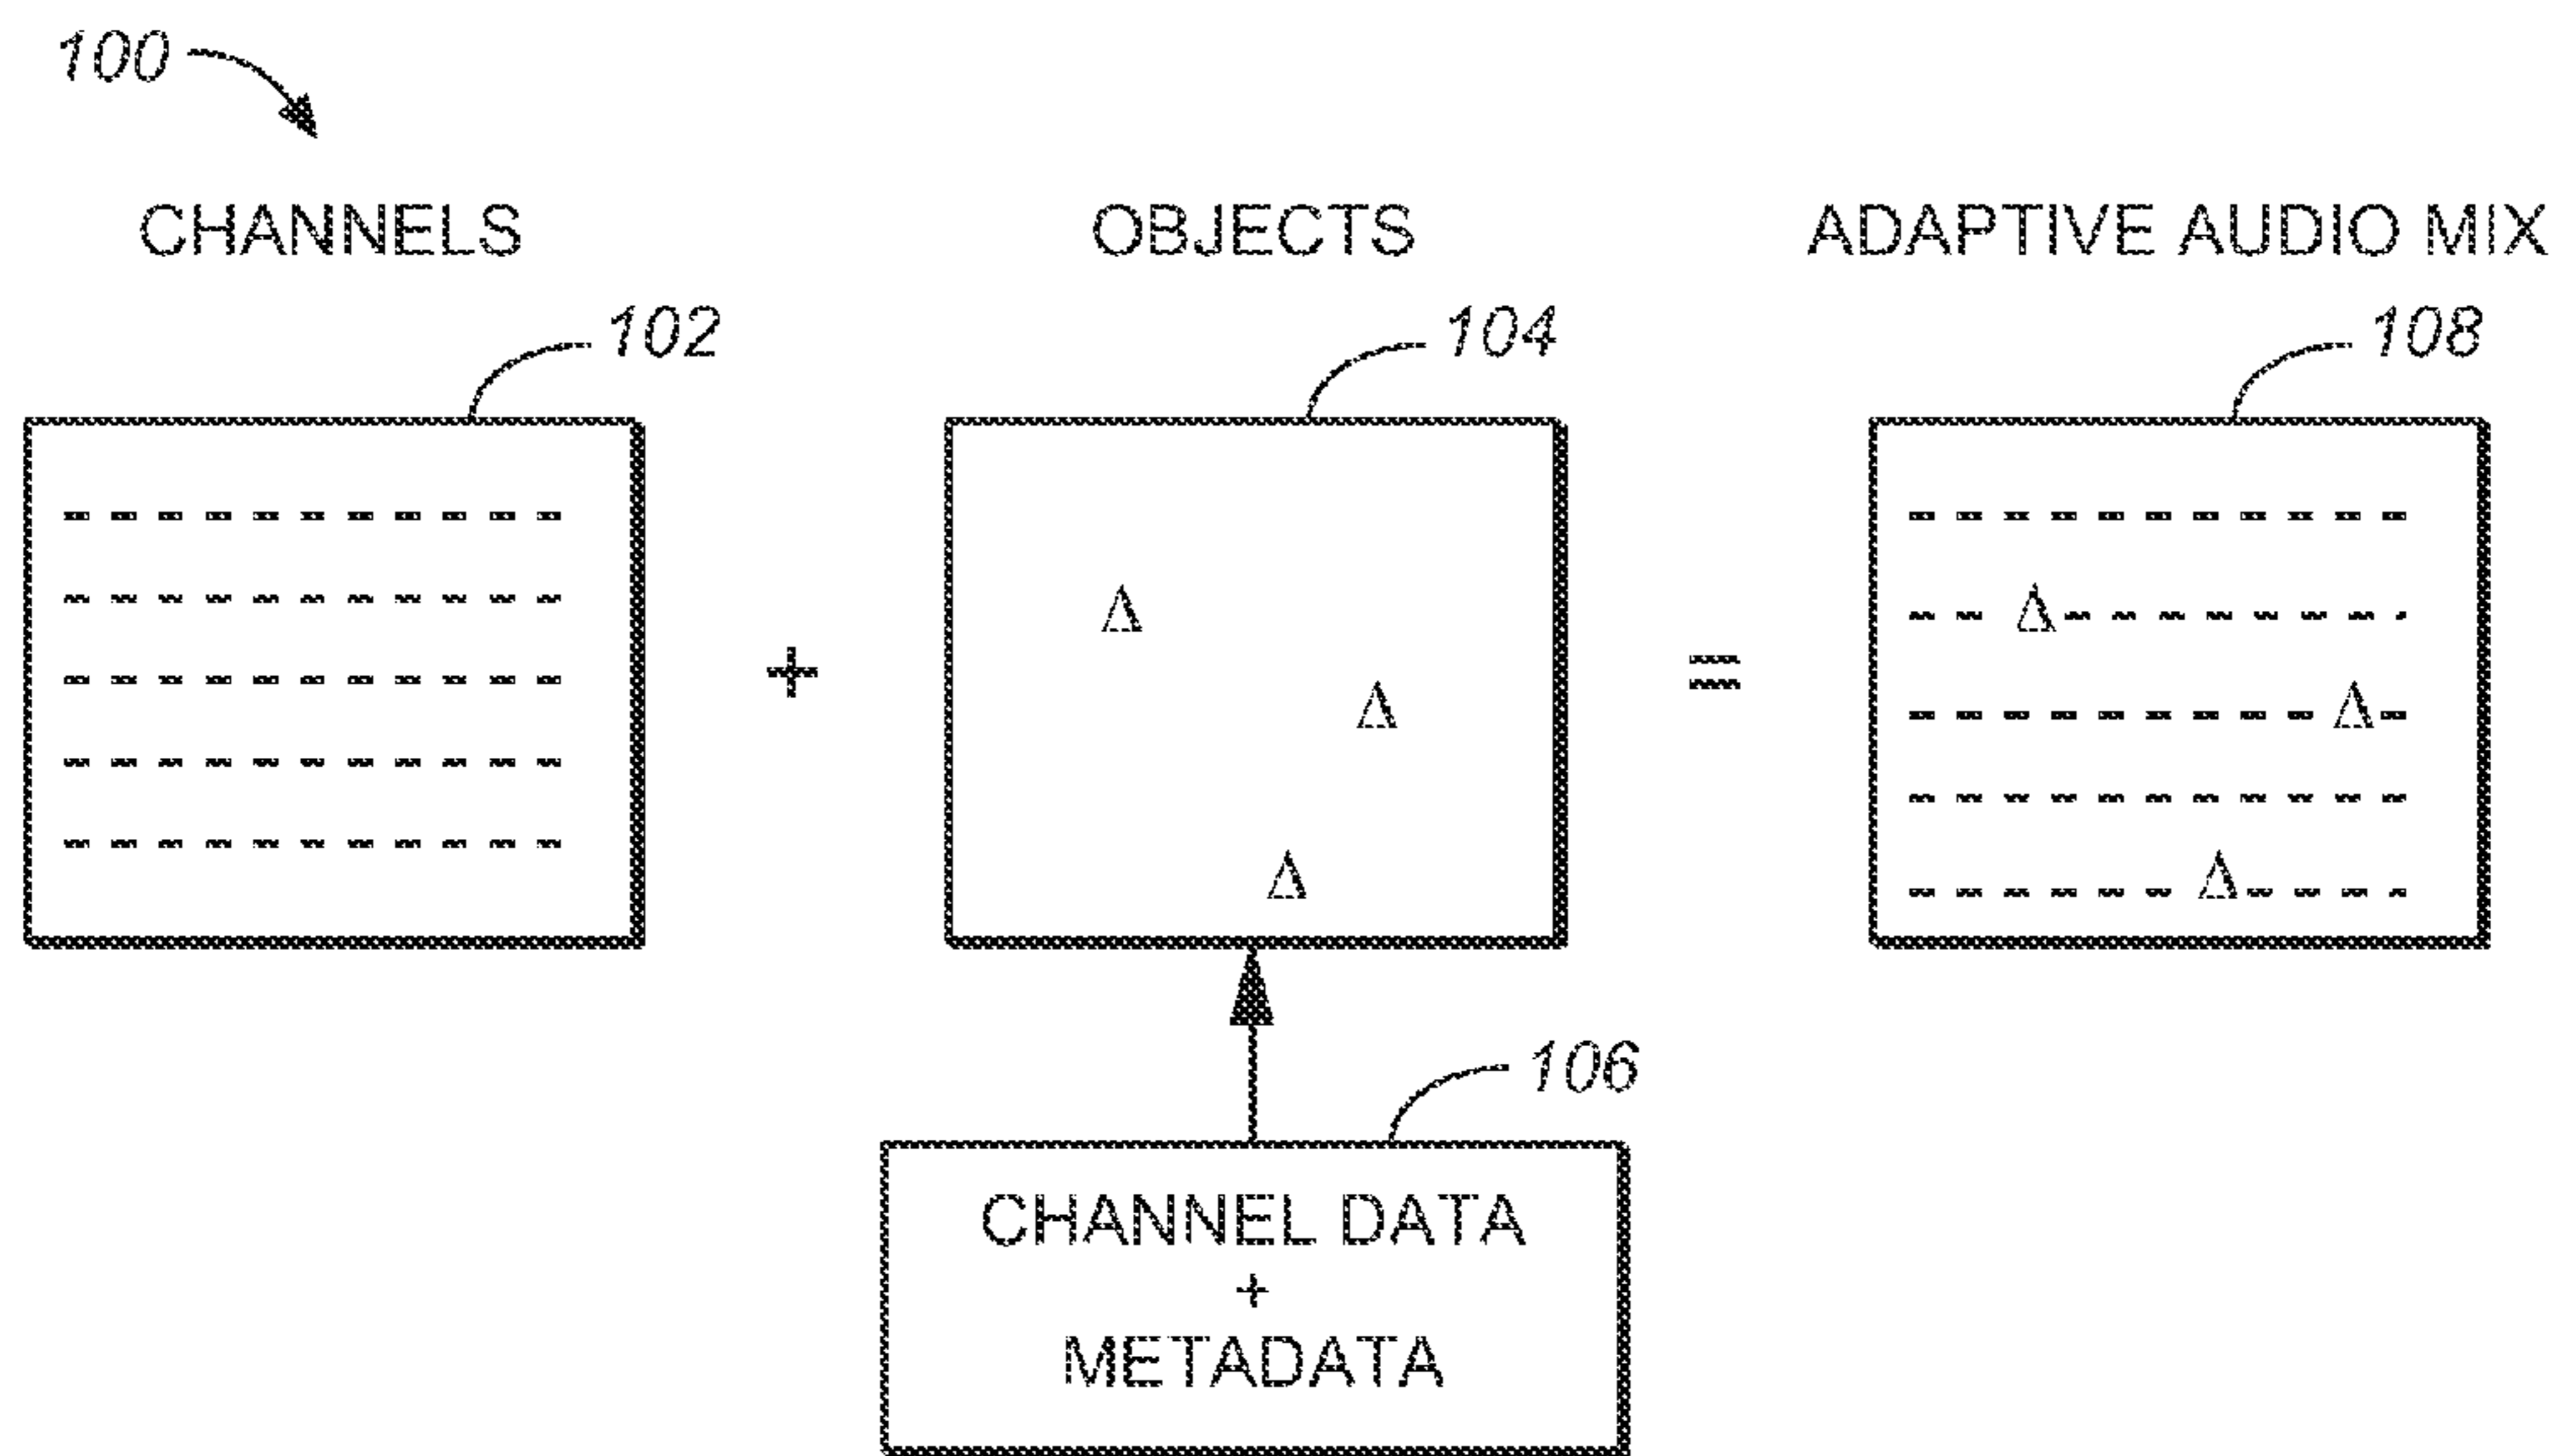 100
CHANNELS
OBJECTS
ADAPTIVE AUDIO MIX
102
104
108
+
=
106
CHANNEL DATA
+
METADATA